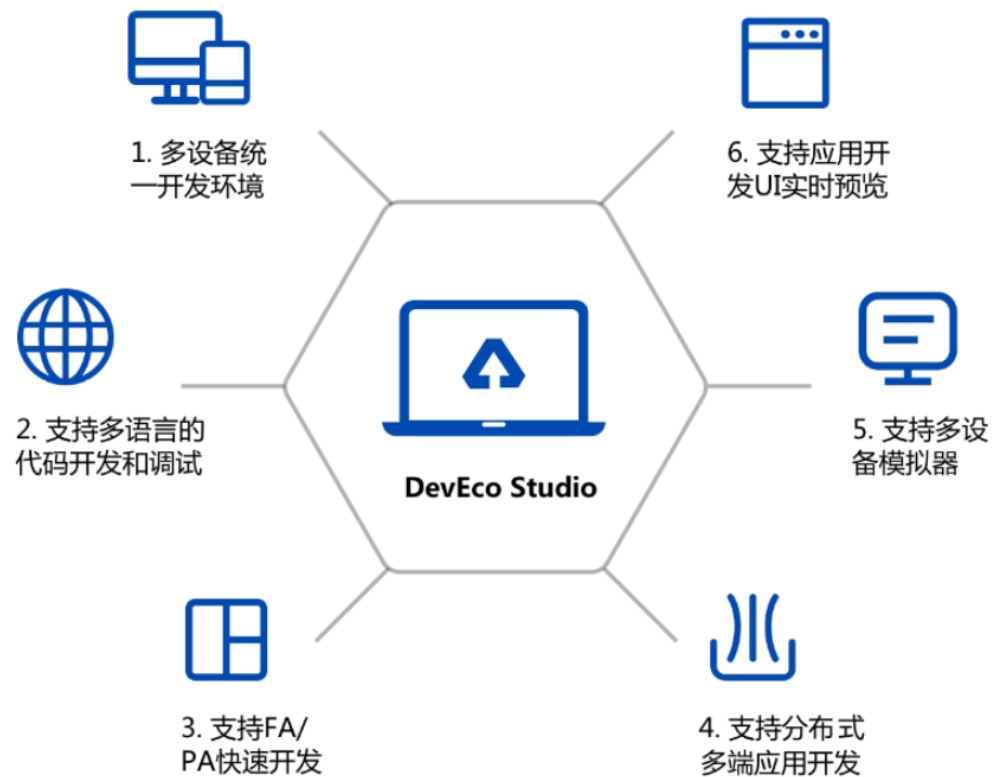 1. 多设备统
一开发环境
6. 支持应用开
发UI实时预览
2. 支持多语言的
代码开发和调试
5. 支持多设
备模拟器
DevEco Studio
3. 支持FA/
PA快速开发
4. 支持分布式
多端应用开发